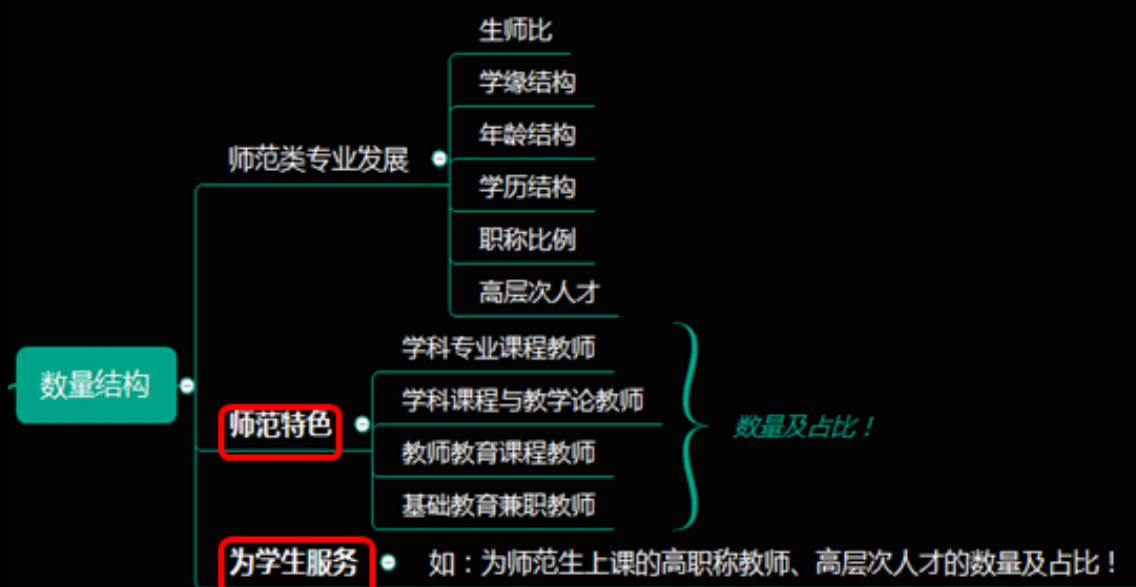 生师比
学缘结构
年龄结构
师范类专业发展
学历结构
职称比例
高层次人才
学科专业课程教师
数量结构
学科课程与教学论教师
师范特色
数量及占比！
教师教育课程教师
基础教育兼职教师
为学生服务
如：为师范生上课的高职称教师、高层次人才的数量及占比！